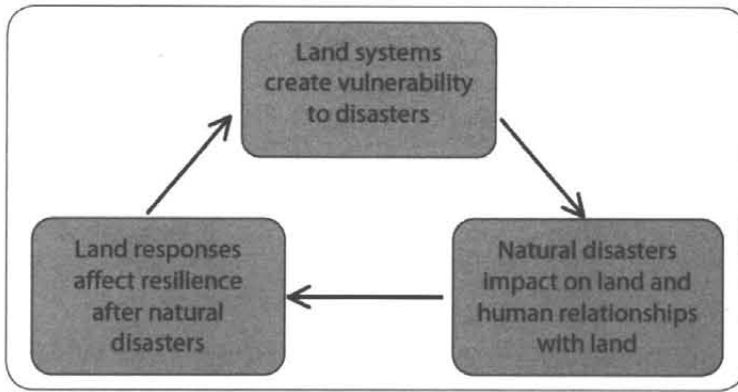 Land systems
create vulnerability
to disasters
Natural disasters
impact on land and
human relationships
with land
Land responses
affect resilience
after natural
disasters